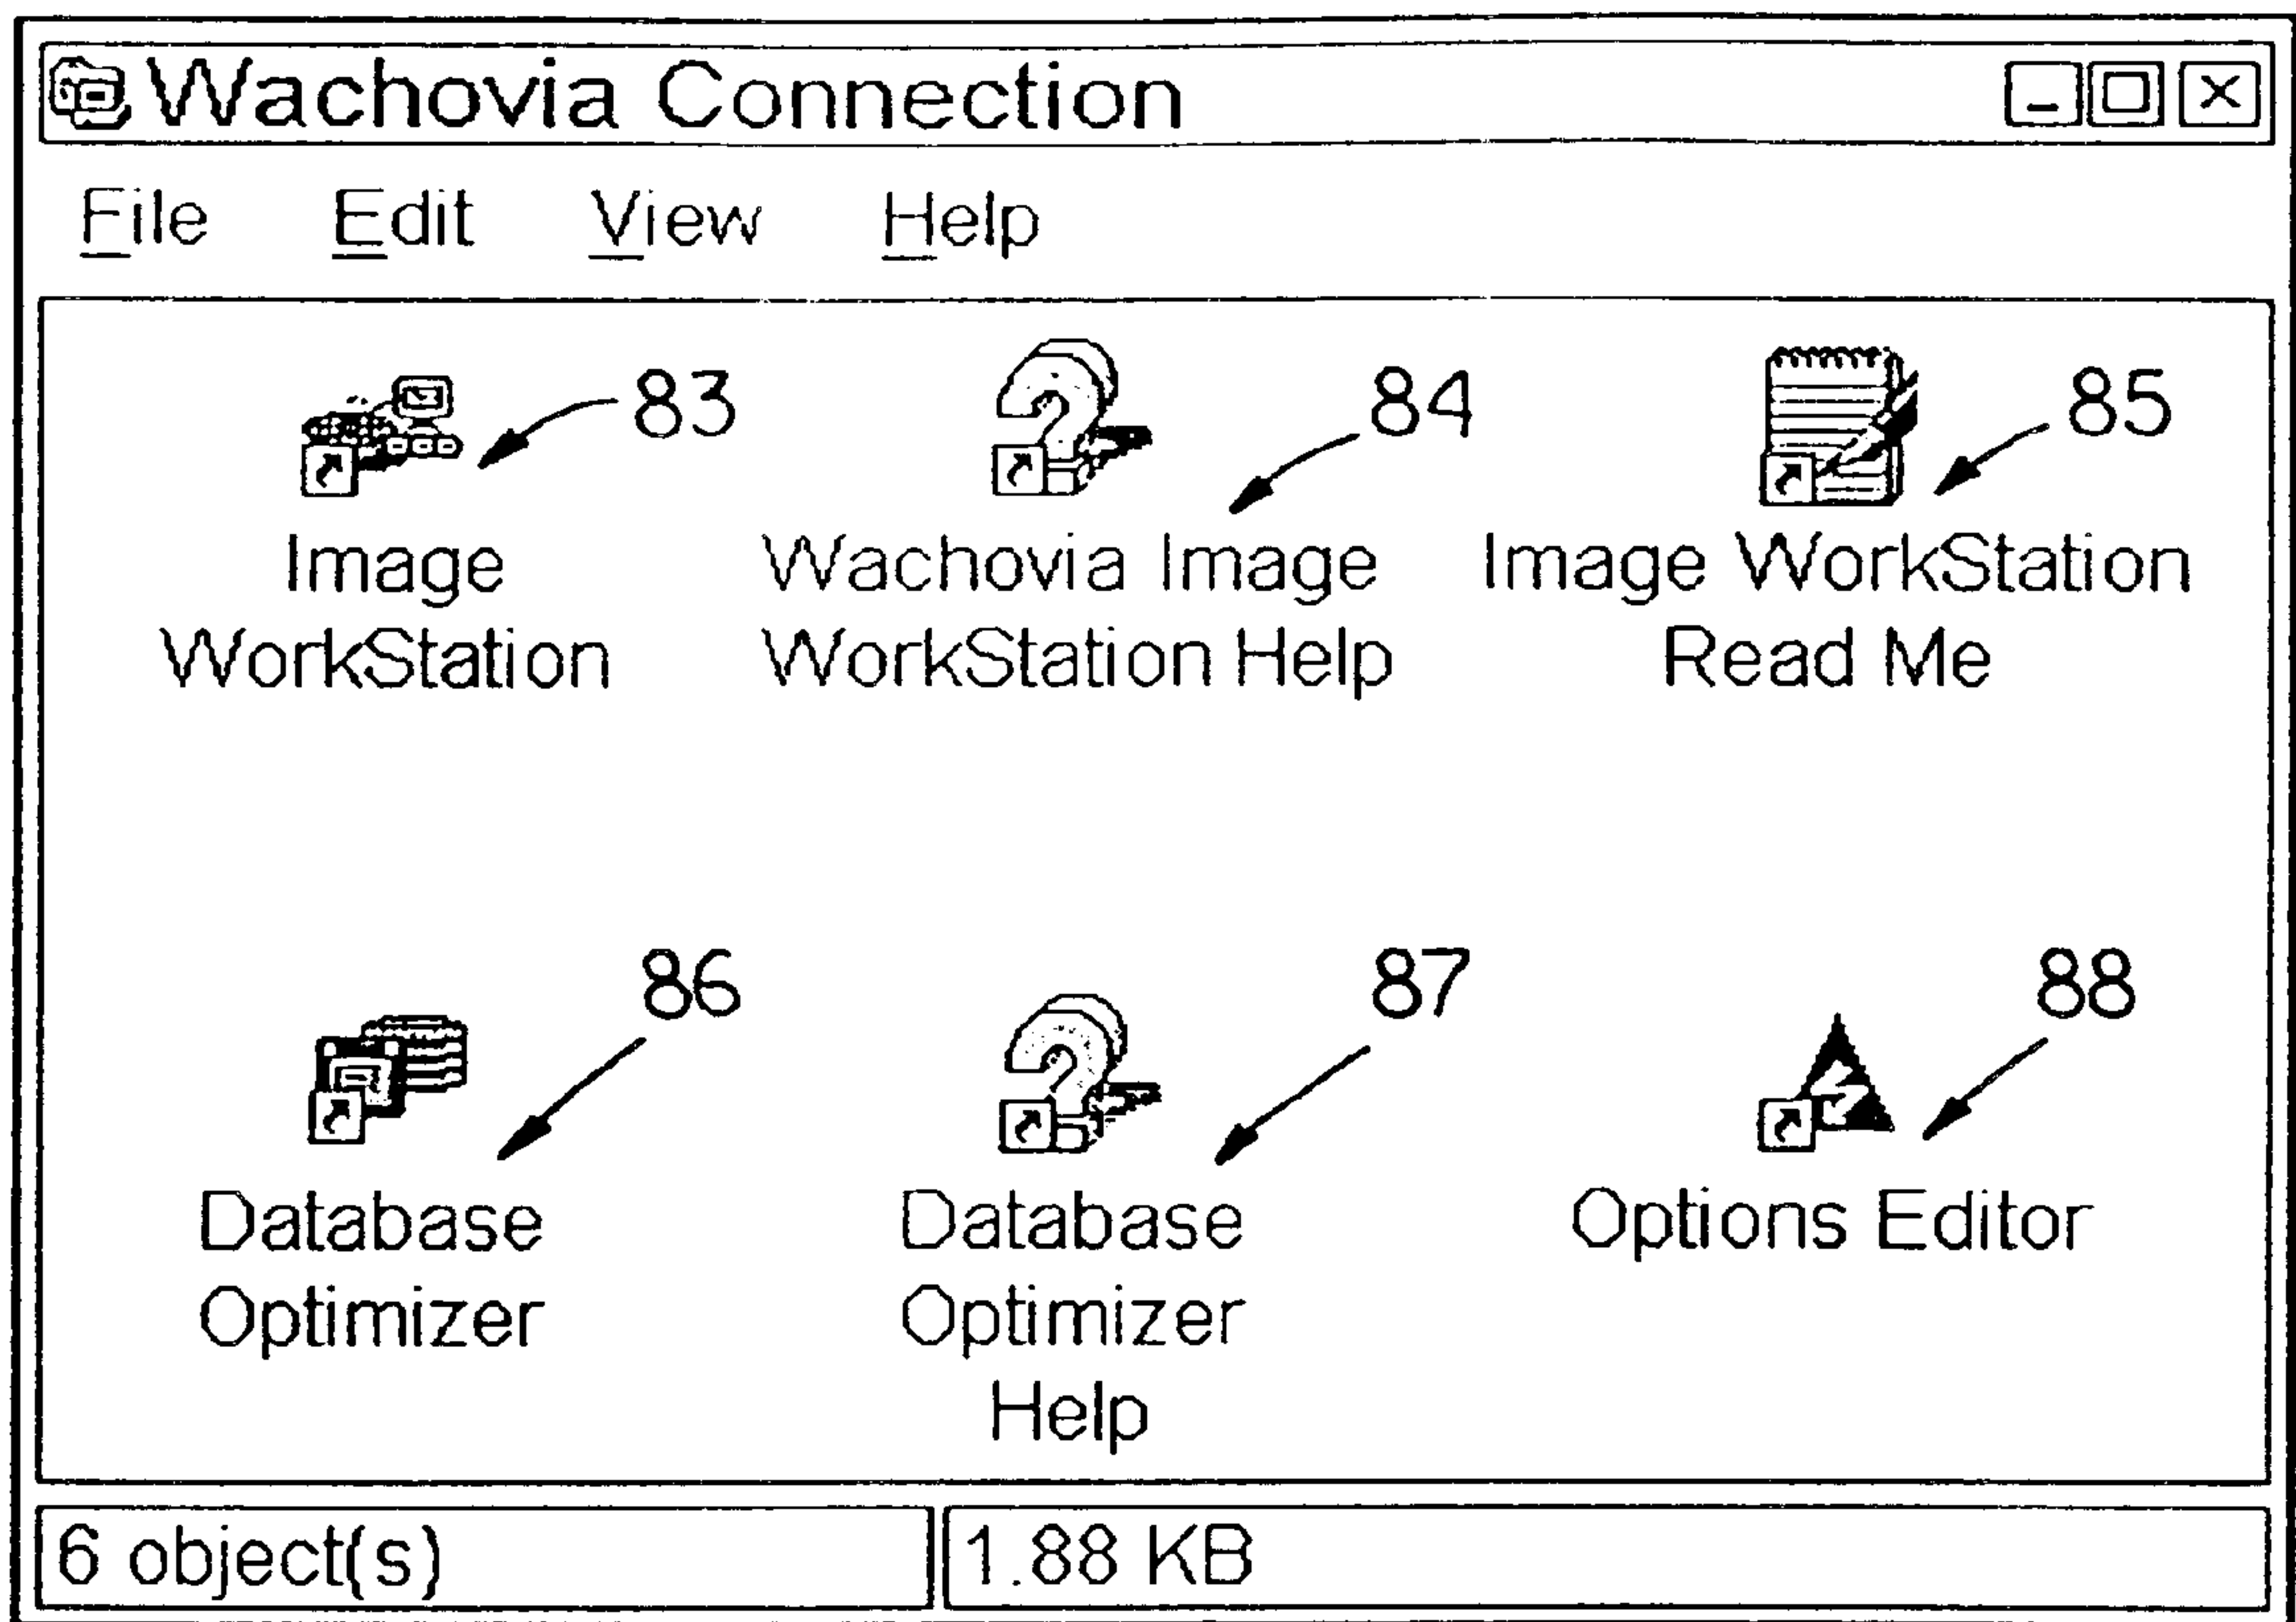 Wachovia Connection
File Edit View Help
83
84
85
Image
WorkStation
Wachovia Image
WorkStation Help
Image WorkStation
Read Me
86
87
88
Database
Optimizer
Database
Optimizer
Help
Options Editor
6 object(s)
1.88 KB